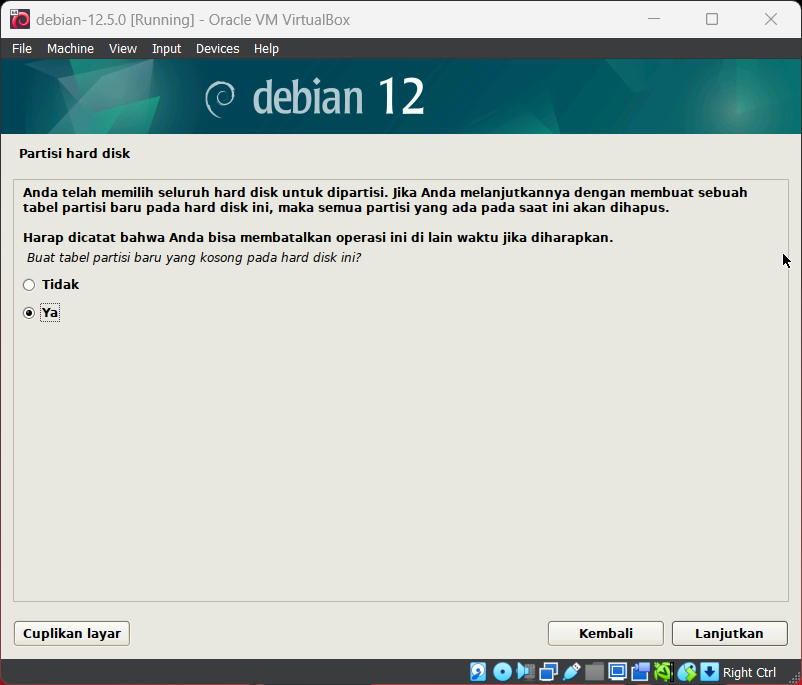 debian-12.5.0 [Running] - Oracle VM VirtualBox
File Machine View Input Devices Help
debian 12
Partisi hard disk
Anda telah memilih seluruh hard disk untuk dipartisi. Jika Anda melanjutkannya dengan membuat sebuah
tabel partisi baru pada hard disk ini, maka semua partisi yang ada pada saat ini akan dihapus.
Harap dicatat bahwa Anda bisa membatalkan operasi ini di lain waktu jika diharapkan.
Buat tabel partisi baru yang kosong pada hard disk ini?
Tidak
Ya
Cuplikan layar Kembali Lanjutkan
Right Ctrl